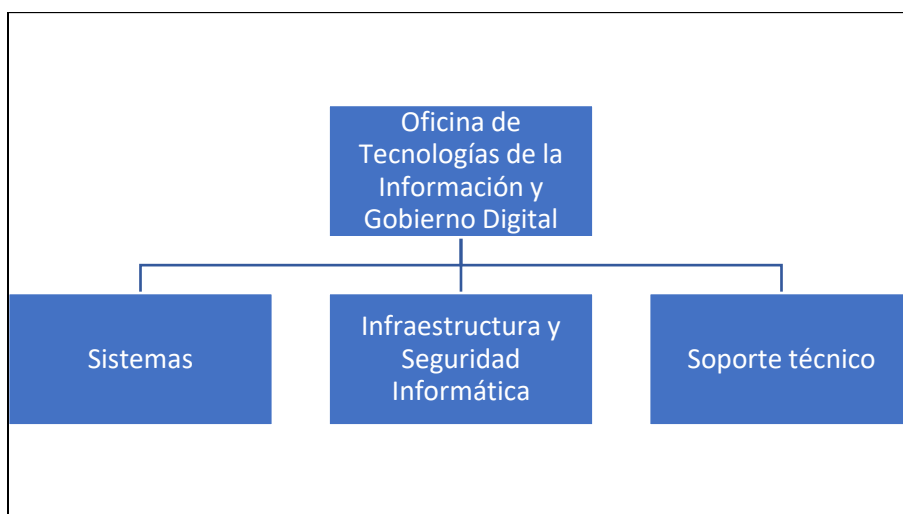 Oficina de
Tecnologías de la
Información y
Gobierno Digital
Sistemas
Infraestructura y
Seguridad
Informática
Soporte técnico